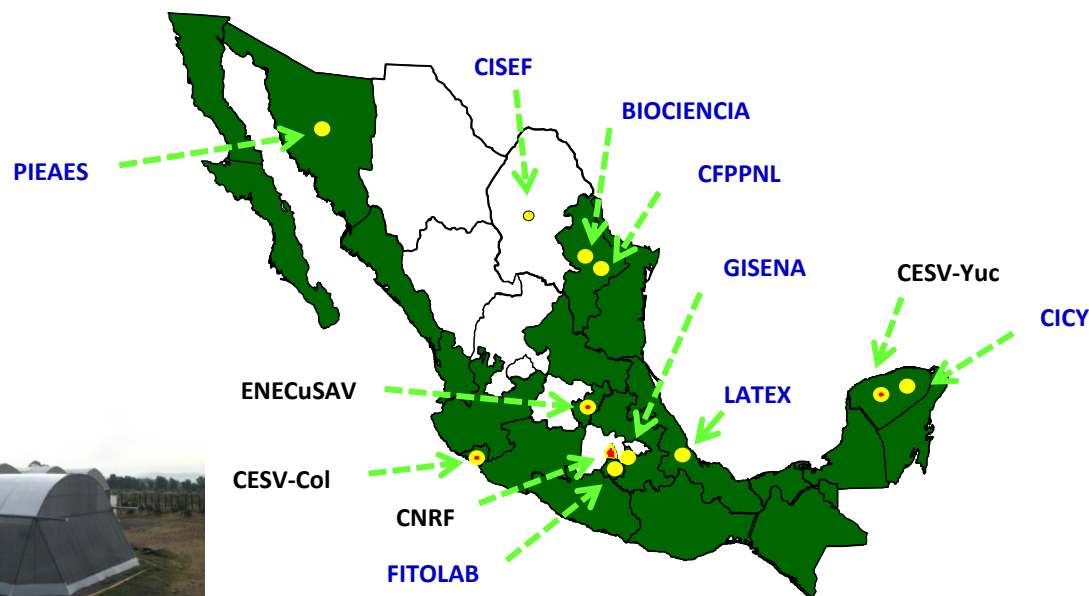 CISEF
BIOCIENCIA
PIEAES
CFPPNL
GISENA
CESV-Yuc
CICY
ENECuSAV
LATEX
CESV-Col
CNRF
FITOLAB